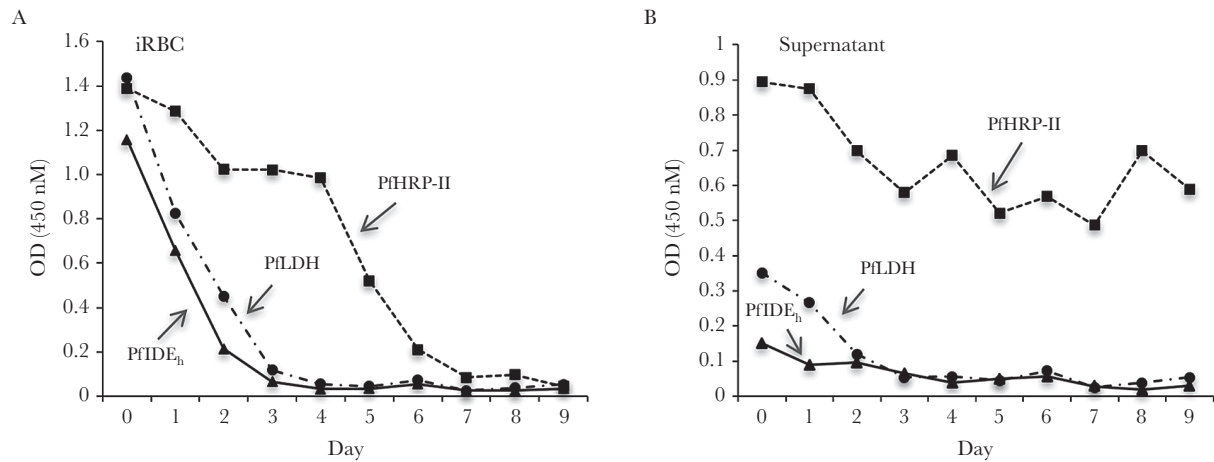 A
iRBC
1.6
1.4
1.2
1.0
0.8
0.6
0.4
0.2
0
OD (450 nM)
PfHRP-II
PfLDH
PfIDEh
0 1 2 3 4 5 6 7 8 9
Day
B
Supernatant
1
0.9
0.8
0.7
0.6
0.5
0.4
0.3
0.2
0.1
0
OD (450 nM)
PfHRP-II
PfLDH
PfIDEh
0 1 2 3 4 5 6 7 8 9
Day